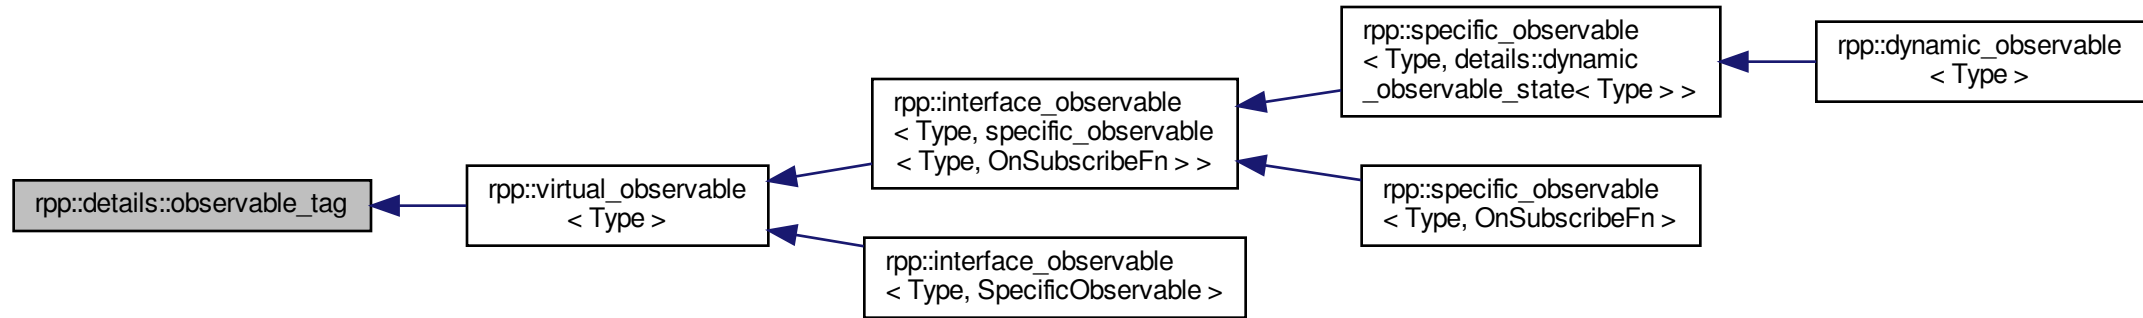 rpp::details::observable_tag
rpp::virtual_observable
< Type >
rpp::interface_observable
< Type, specific_observable
< Type, OnSubscribeFn > >
rpp::interface_observable
< Type, SpecificObservable >
rpp::specific_observable
< Type, details::dynamic
_observable_state< Type > >
rpp::specific_observable
< Type, OnSubscribeFn >
rpp::dynamic_observable
< Type >